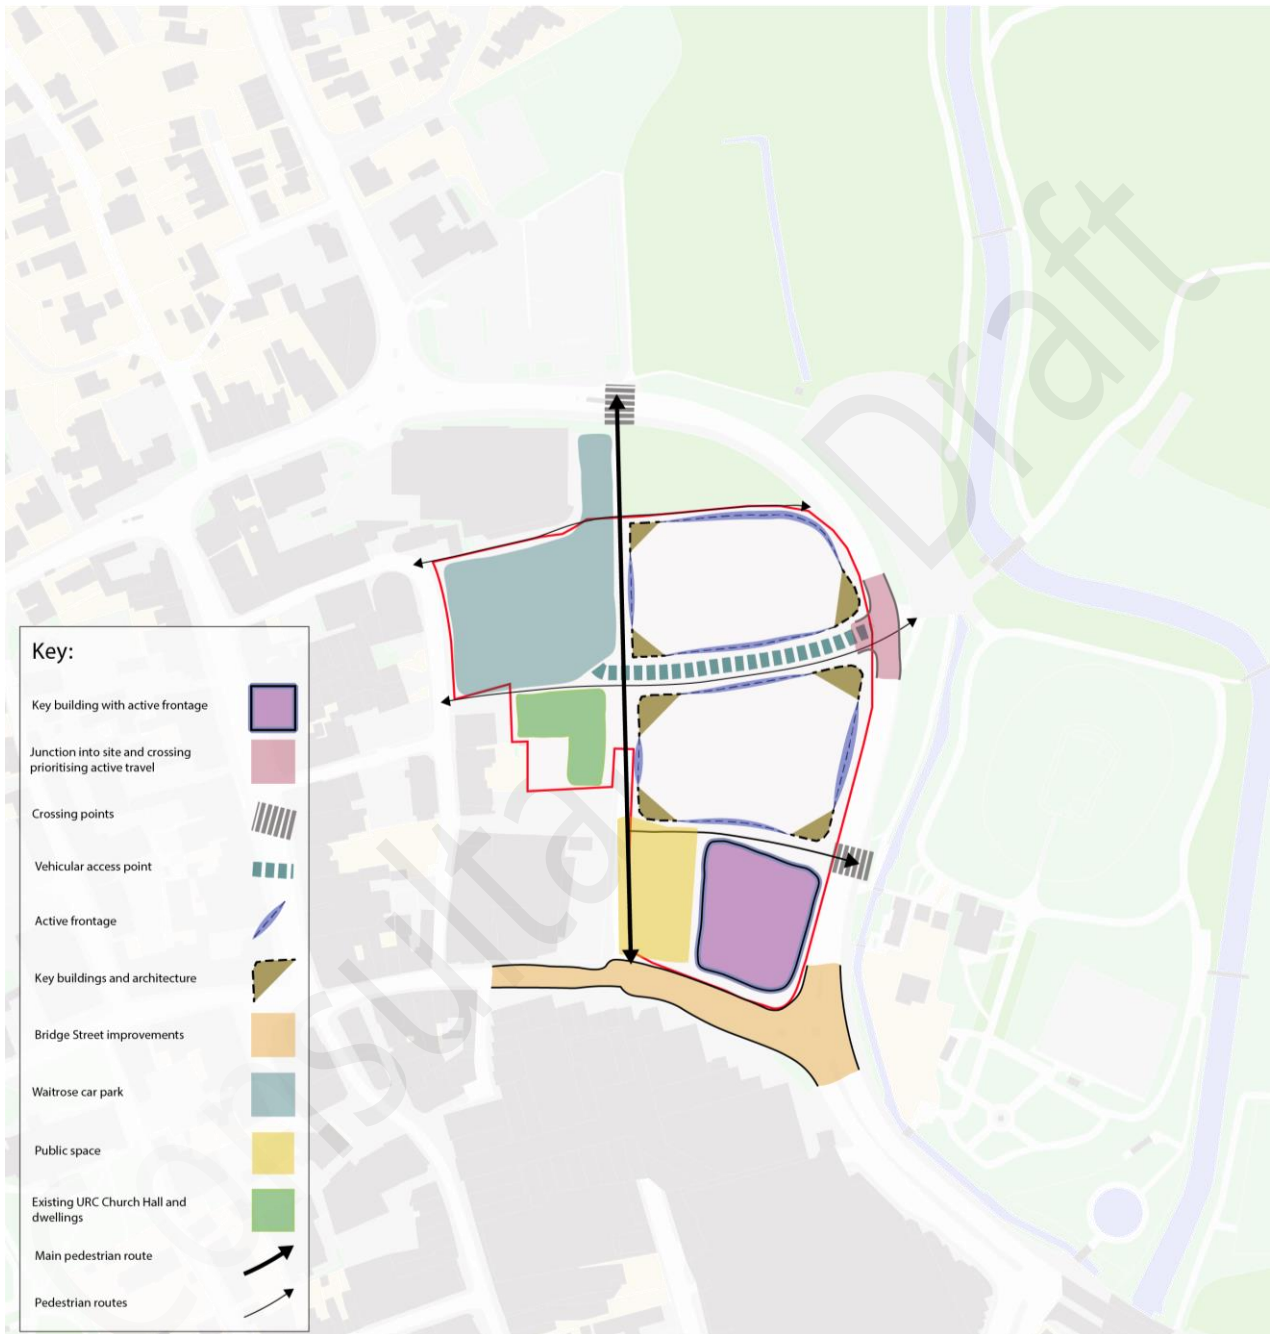 Draft
Key:
Key building with active frontage
Junction into site and crossing
prioritising active travel
Crossing points
Vehicular access point
Active frontage
Key buildings and architecture
Bridge Street improvements
Waitrose car park
Public space
Existing URC Church Hall and
dwellings
Main pedestrian route
Pedestrian routes